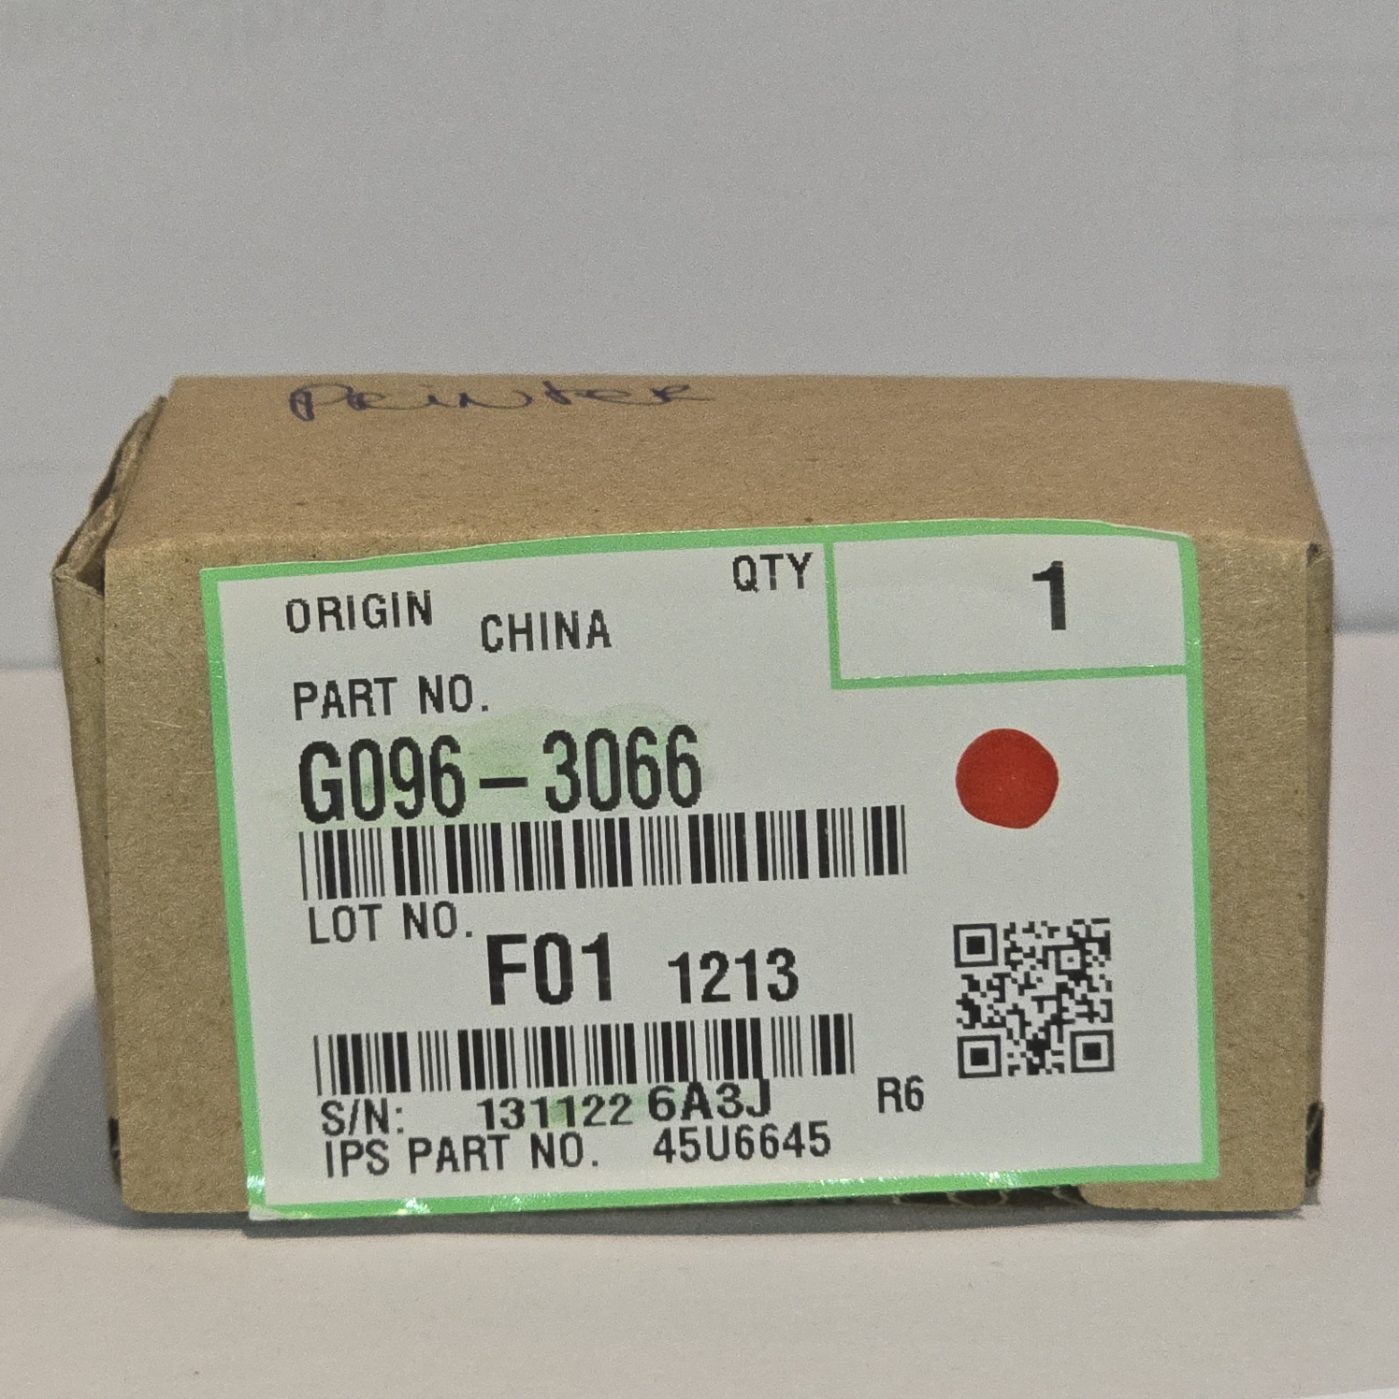 Printer
ORIGIN CHINA
QTY 1
PART NO.
G096-3066
LOT NO.
F01 1213
S/N: 131122 6A3J R6
IPS PART NO. 45U6645